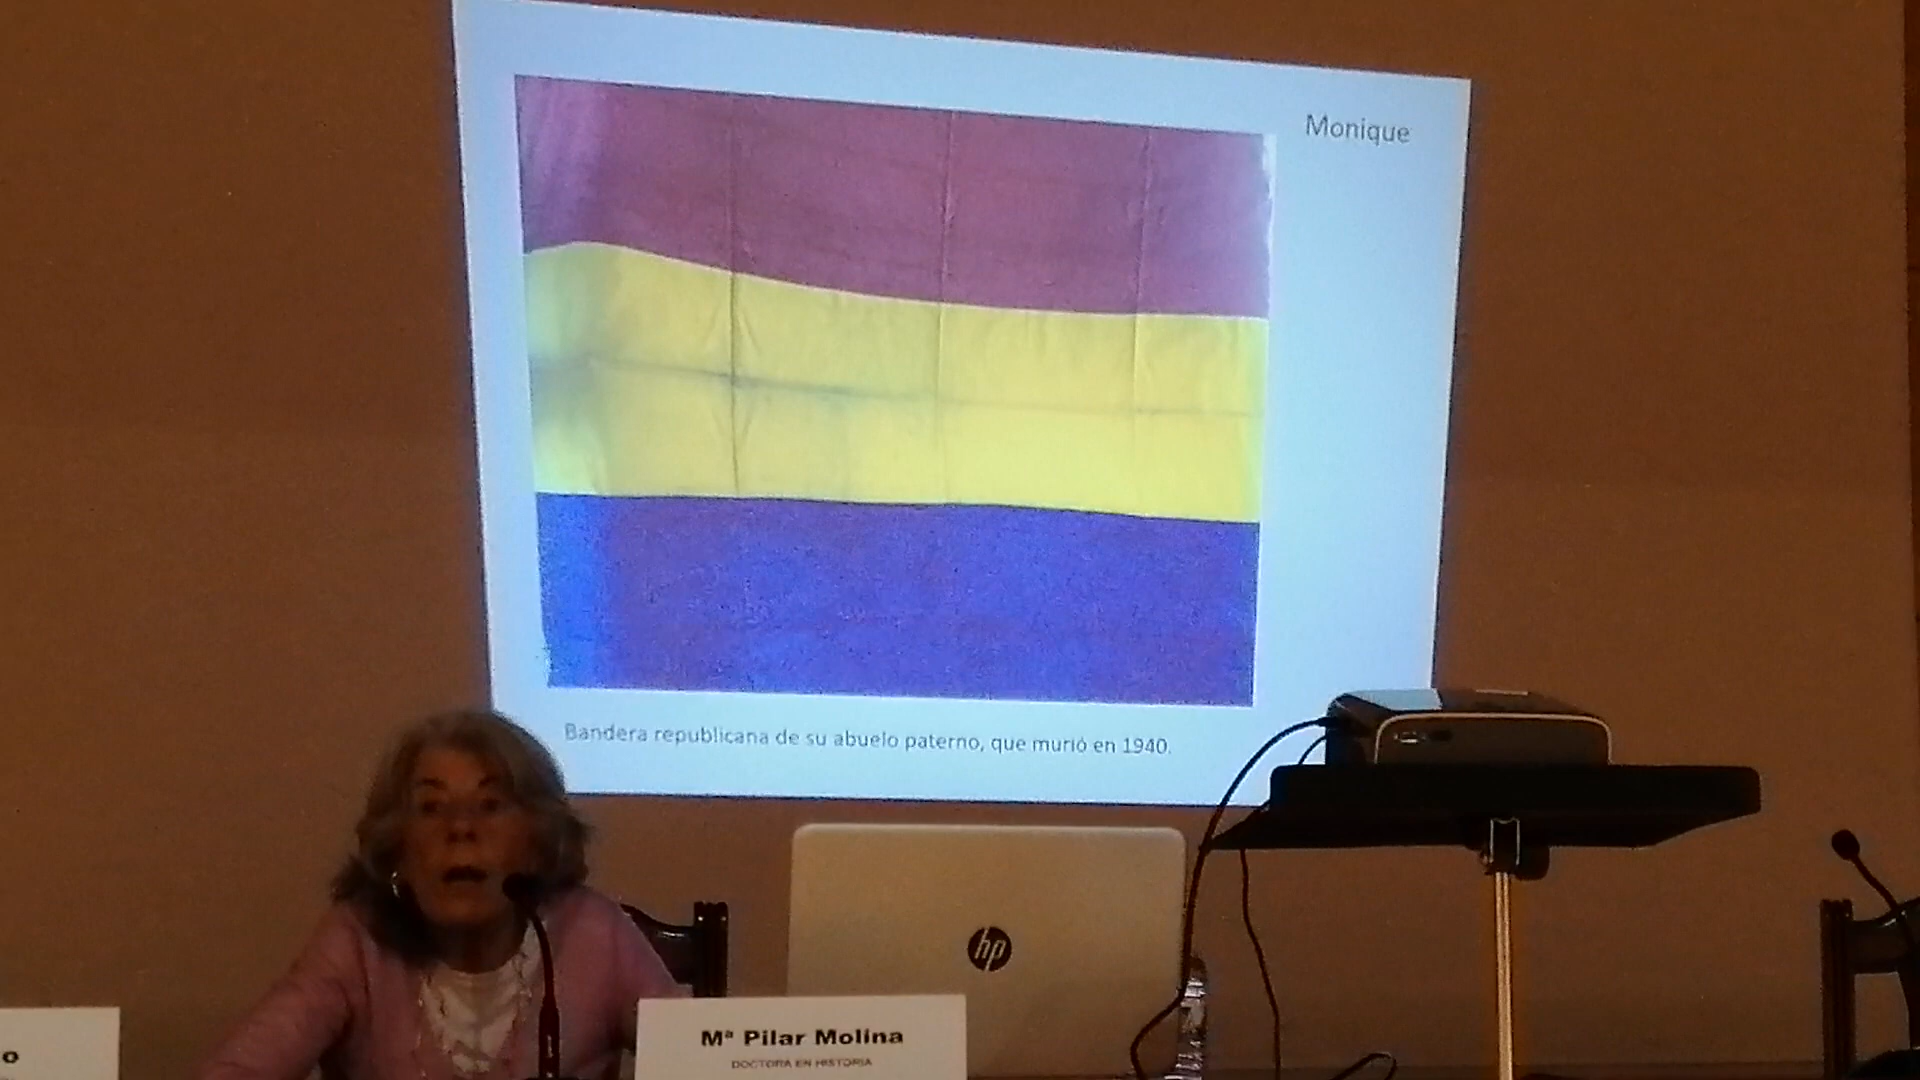 Monique
Bandera republicana de su abuelo paterno, que murió en 1940.
hp
Mª Pilar Molina
DOCTORA EN HISTORIA
o